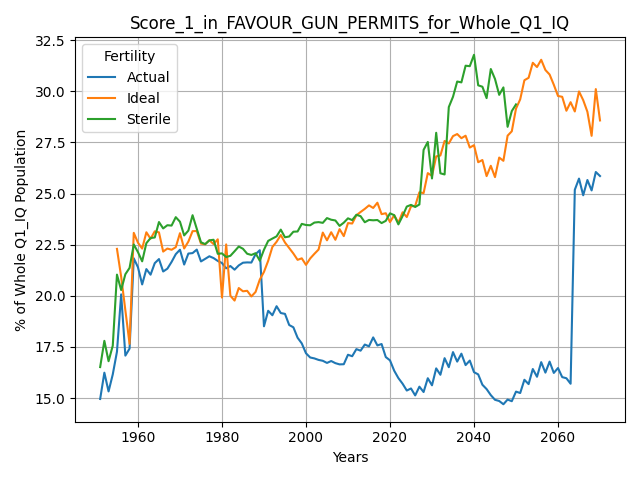 Score_1_in_FAVOUR_GUN_PERMITS_for_Whole_Q1_IQ
% of Whole Q1_IQ Population
32.5
30.0
27.5
25.0
22.5
20.0
17.5
15.0
Fertility
Actual
Ideal
Sterile
1960 1980 2000 2020 2040 2060
Years